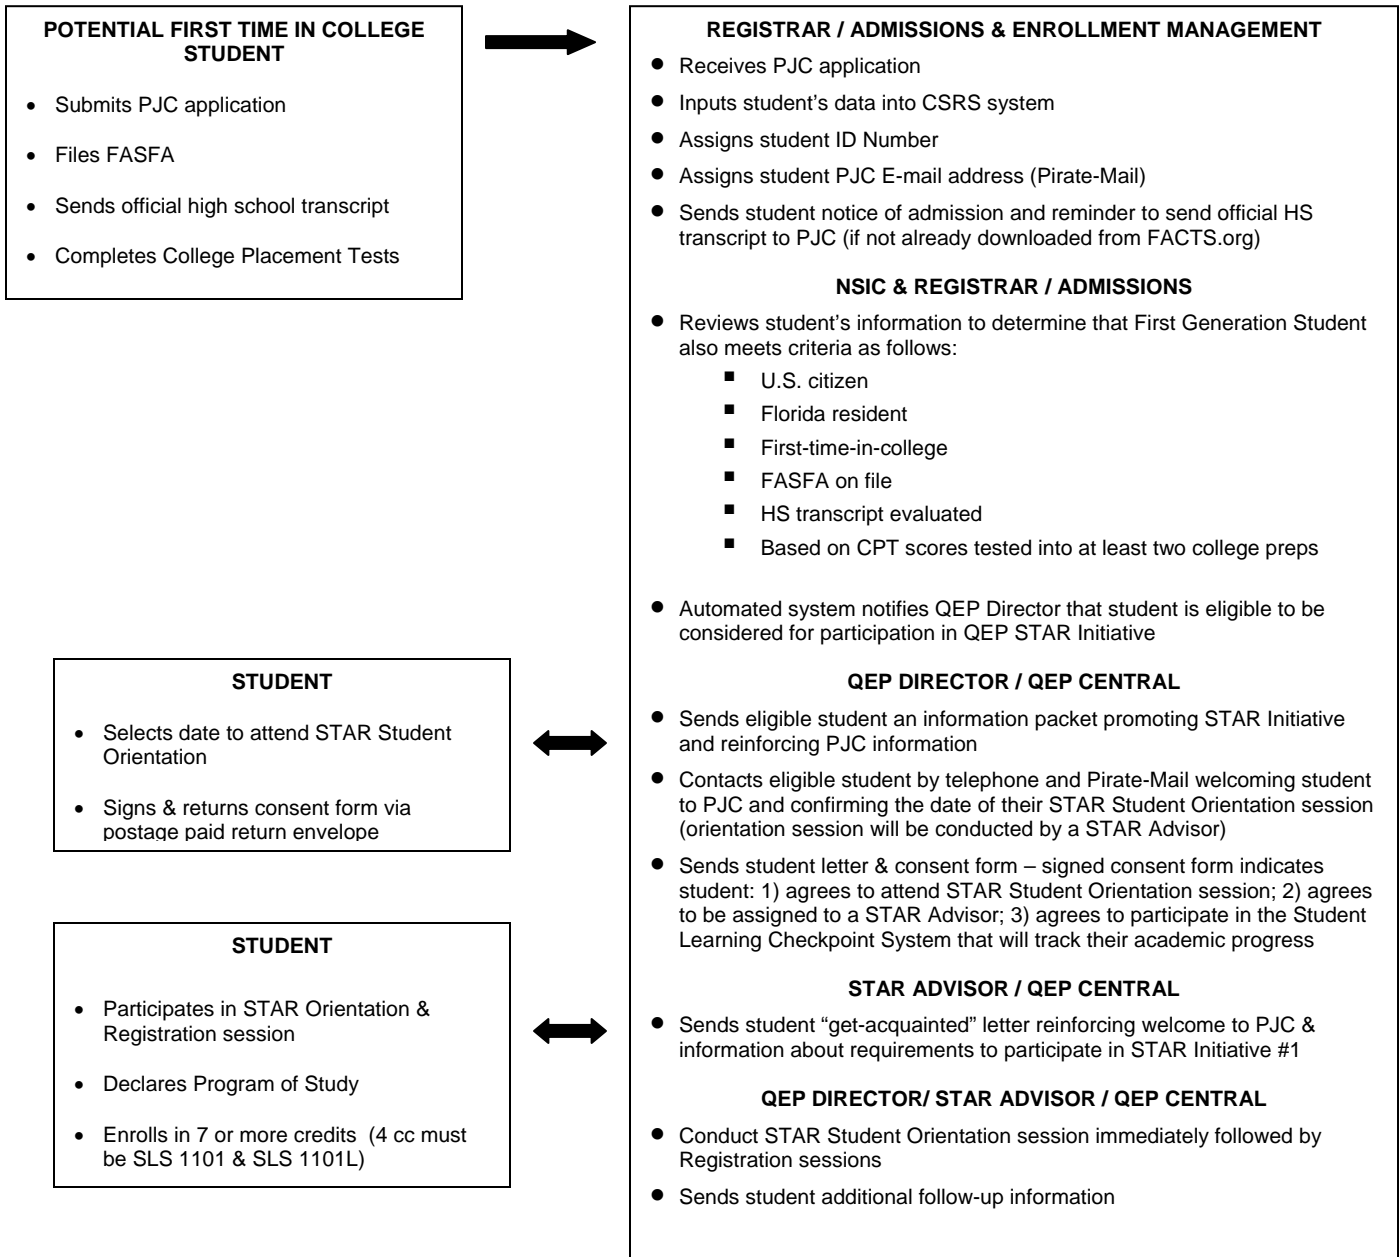 POTENTIAL FIRST TIME IN COLLEGE
STUDENT
• Submits PJC application
• Files FASFA
• Sends official high school transcript
• Completes College Placement Tests
REGISTRAR / ADMISSIONS & ENROLLMENT MANAGEMENT
• Receives PJC application
• Inputs student's data into CSRS system
• Assigns student ID Number
• Assigns student PJC E-mail address (Pirate-Mail)
• Sends student notice of admission and reminder to send official HS
transcript to PJC (if not already downloaded from FACTS.org)
NSIC & REGISTRAR / ADMISSIONS
• Reviews student's information to determine that First Generation Student
also meets criteria as follows:
▪ U.S. citizen
▪ Florida resident
▪ First-time-in-college
▪ FASFA on file
▪ HS transcript evaluated
▪ Based on CPT scores tested into at least two college preps
• Automated system notifies QEP Director that student is eligible to be
considered for participation in QEP STAR Initiative
STUDENT
• Selects date to attend STAR Student
Orientation
• Signs & returns consent form via
postage paid return envelope
QEP DIRECTOR / QEP CENTRAL
• Sends eligible student an information packet promoting STAR Initiative
and reinforcing PJC information
• Contacts eligible student by telephone and Pirate-Mail welcoming student
to PJC and confirming the date of their STAR Student Orientation session
(orientation session will be conducted by a STAR Advisor)
• Sends student letter & consent form – signed consent form indicates
student: 1) agrees to attend STAR Student Orientation session; 2) agrees
to be assigned to a STAR Advisor; 3) agrees to participate in the Student
Learning Checkpoint System that will track their academic progress
STUDENT
• Participates in STAR Orientation &
Registration session
• Declares Program of Study
• Enrolls in 7 or more credits (4 cc must
be SLS 1101 & SLS 1101L)
STAR ADVISOR / QEP CENTRAL
• Sends student "get-acquainted" letter reinforcing welcome to PJC &
information about requirements to participate in STAR Initiative #1
QEP DIRECTOR/ STAR ADVISOR / QEP CENTRAL
• Conduct STAR Student Orientation session immediately followed by
Registration sessions
• Sends student additional follow-up information